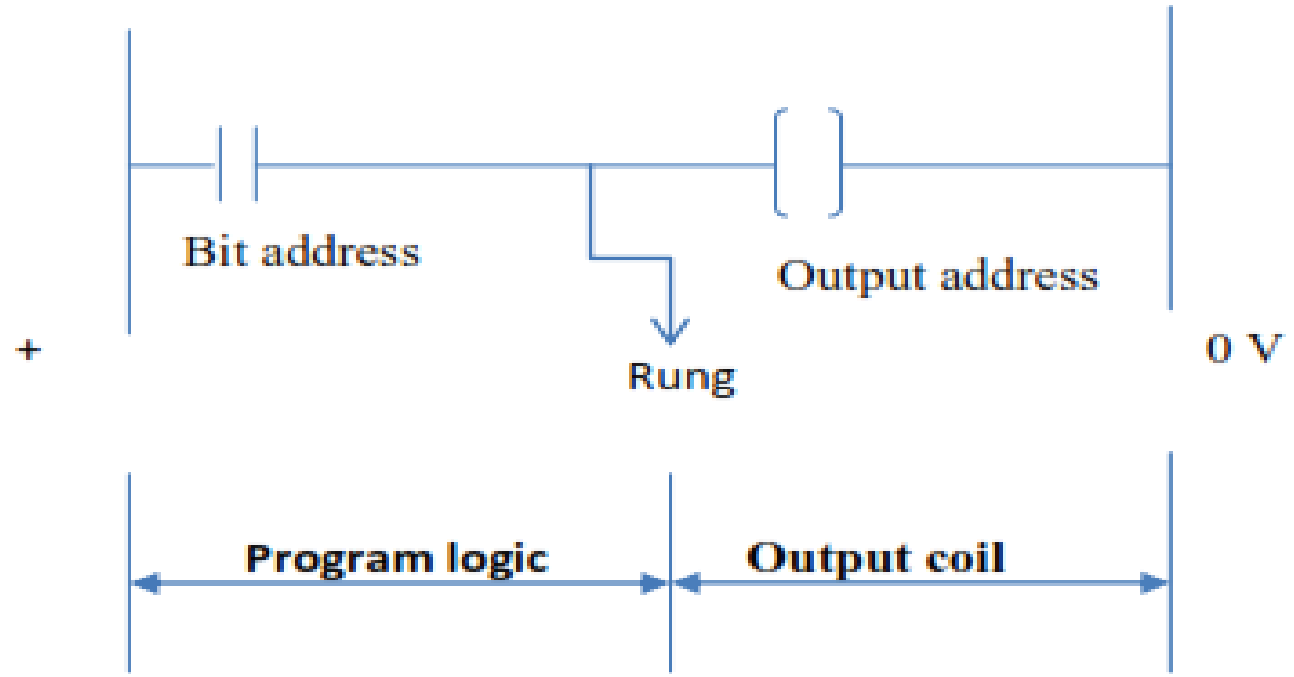 Bit address
Output address
+
0 V
Rung
Program logic
Output coil